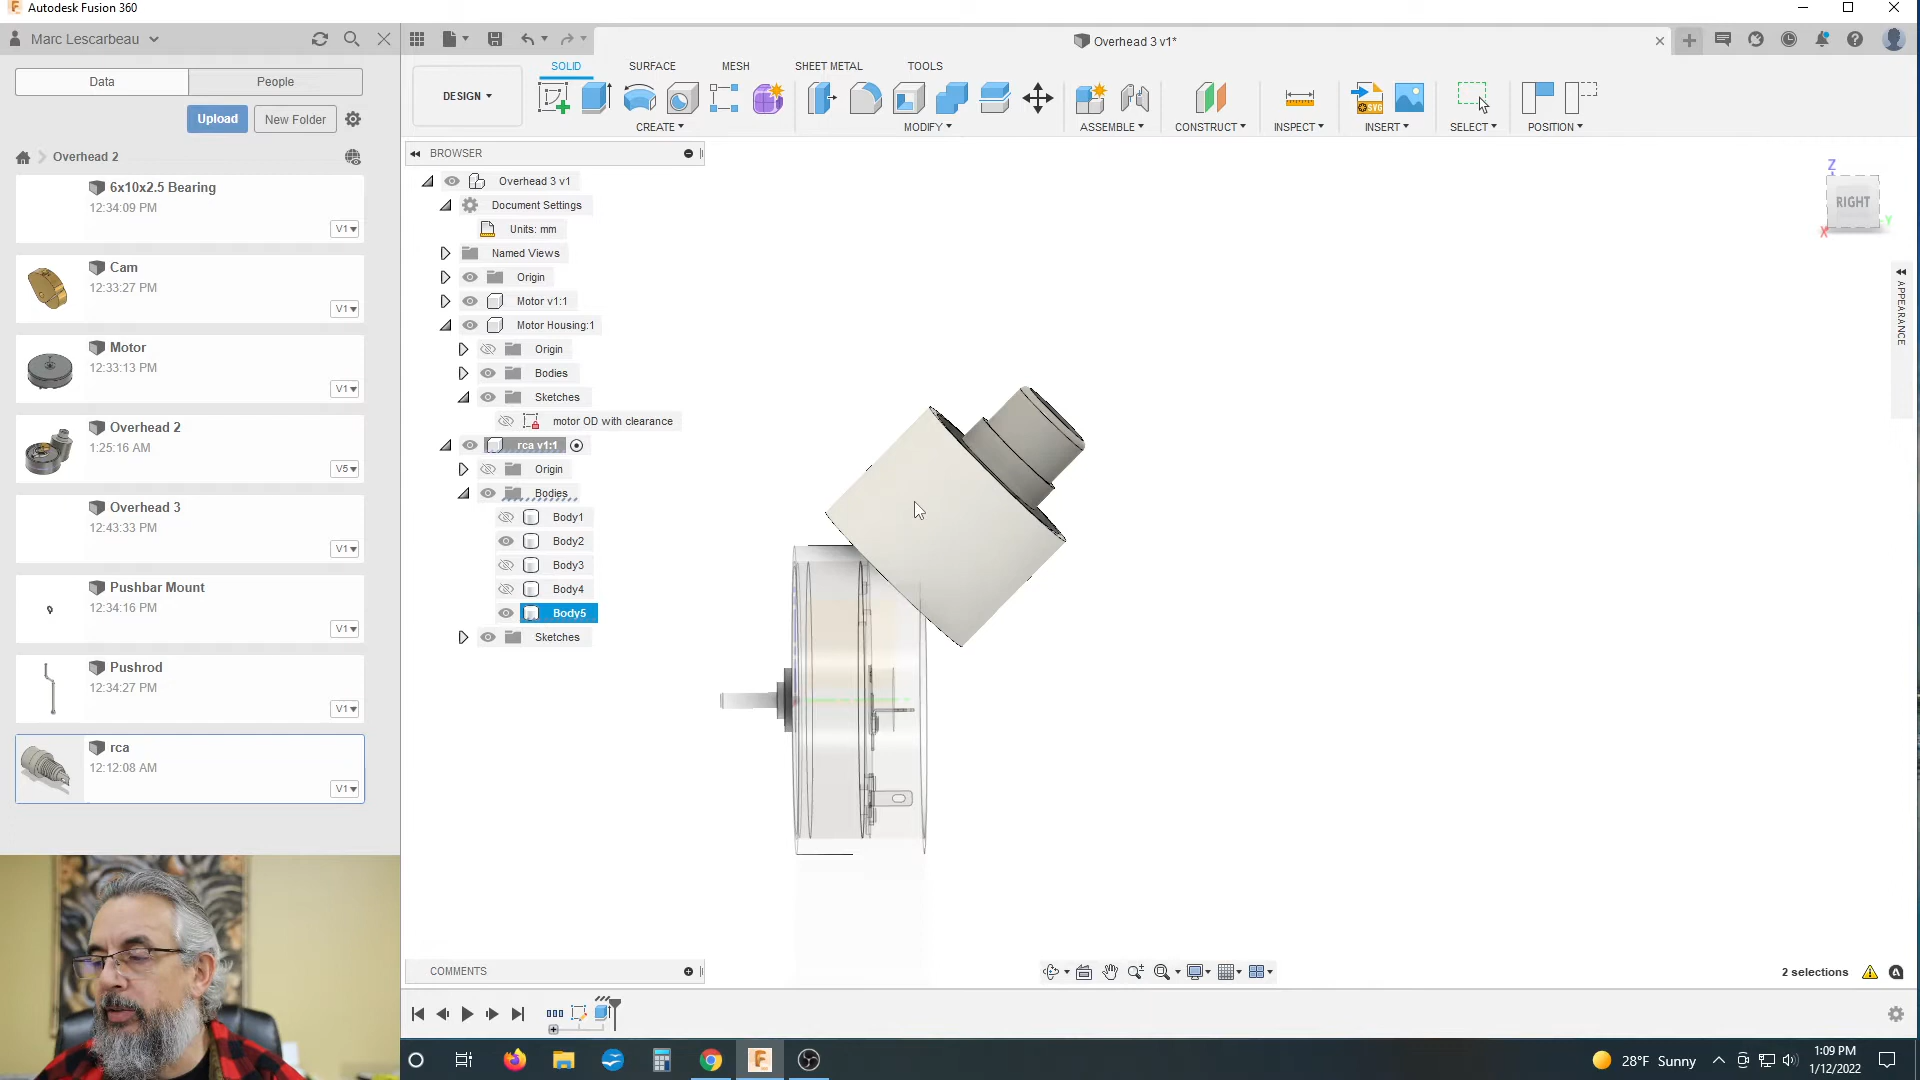 Autodesk Fusion 360
Marc Lescarbeau
Data
People
Upload
New Folder
Overhead 2
6x10x2.5 Bearing
12:34:09 PM
V1
Cam
12:33:27 PM
V1
Motor
12:33:13 PM
V1
Overhead 2
1:25:16 AM
V5
Overhead 3
12:43:33 PM
V1
Pushbar Mount
12:34:16 PM
V1
Pushrod
12:34:27 PM
V1
rca
12:12:08 AM
V1
Overhead 3 v1*
DESIGN
SOLID
SURFACE
MESH
SHEET METAL
TOOLS
CREATE
MODIFY
ASSEMBLE
CONSTRUCT
INSPECT
INSERT
SELECT
POSITION
BROWSER
Overhead 3 v1
Document Settings
Units: mm
Named Views
Origin
Motor v1:1
Motor Housing:1
Origin
Bodies
Sketches
motor OD with clearance
rca v1:1
Origin
Bodies
Body1
Body2
Body3
Body4
Body5
Sketches
Z
RIGHT
Y
X
APPEARANCE
COMMENTS
2 selections
28°F Sunny
1:09 PM
1/12/2022